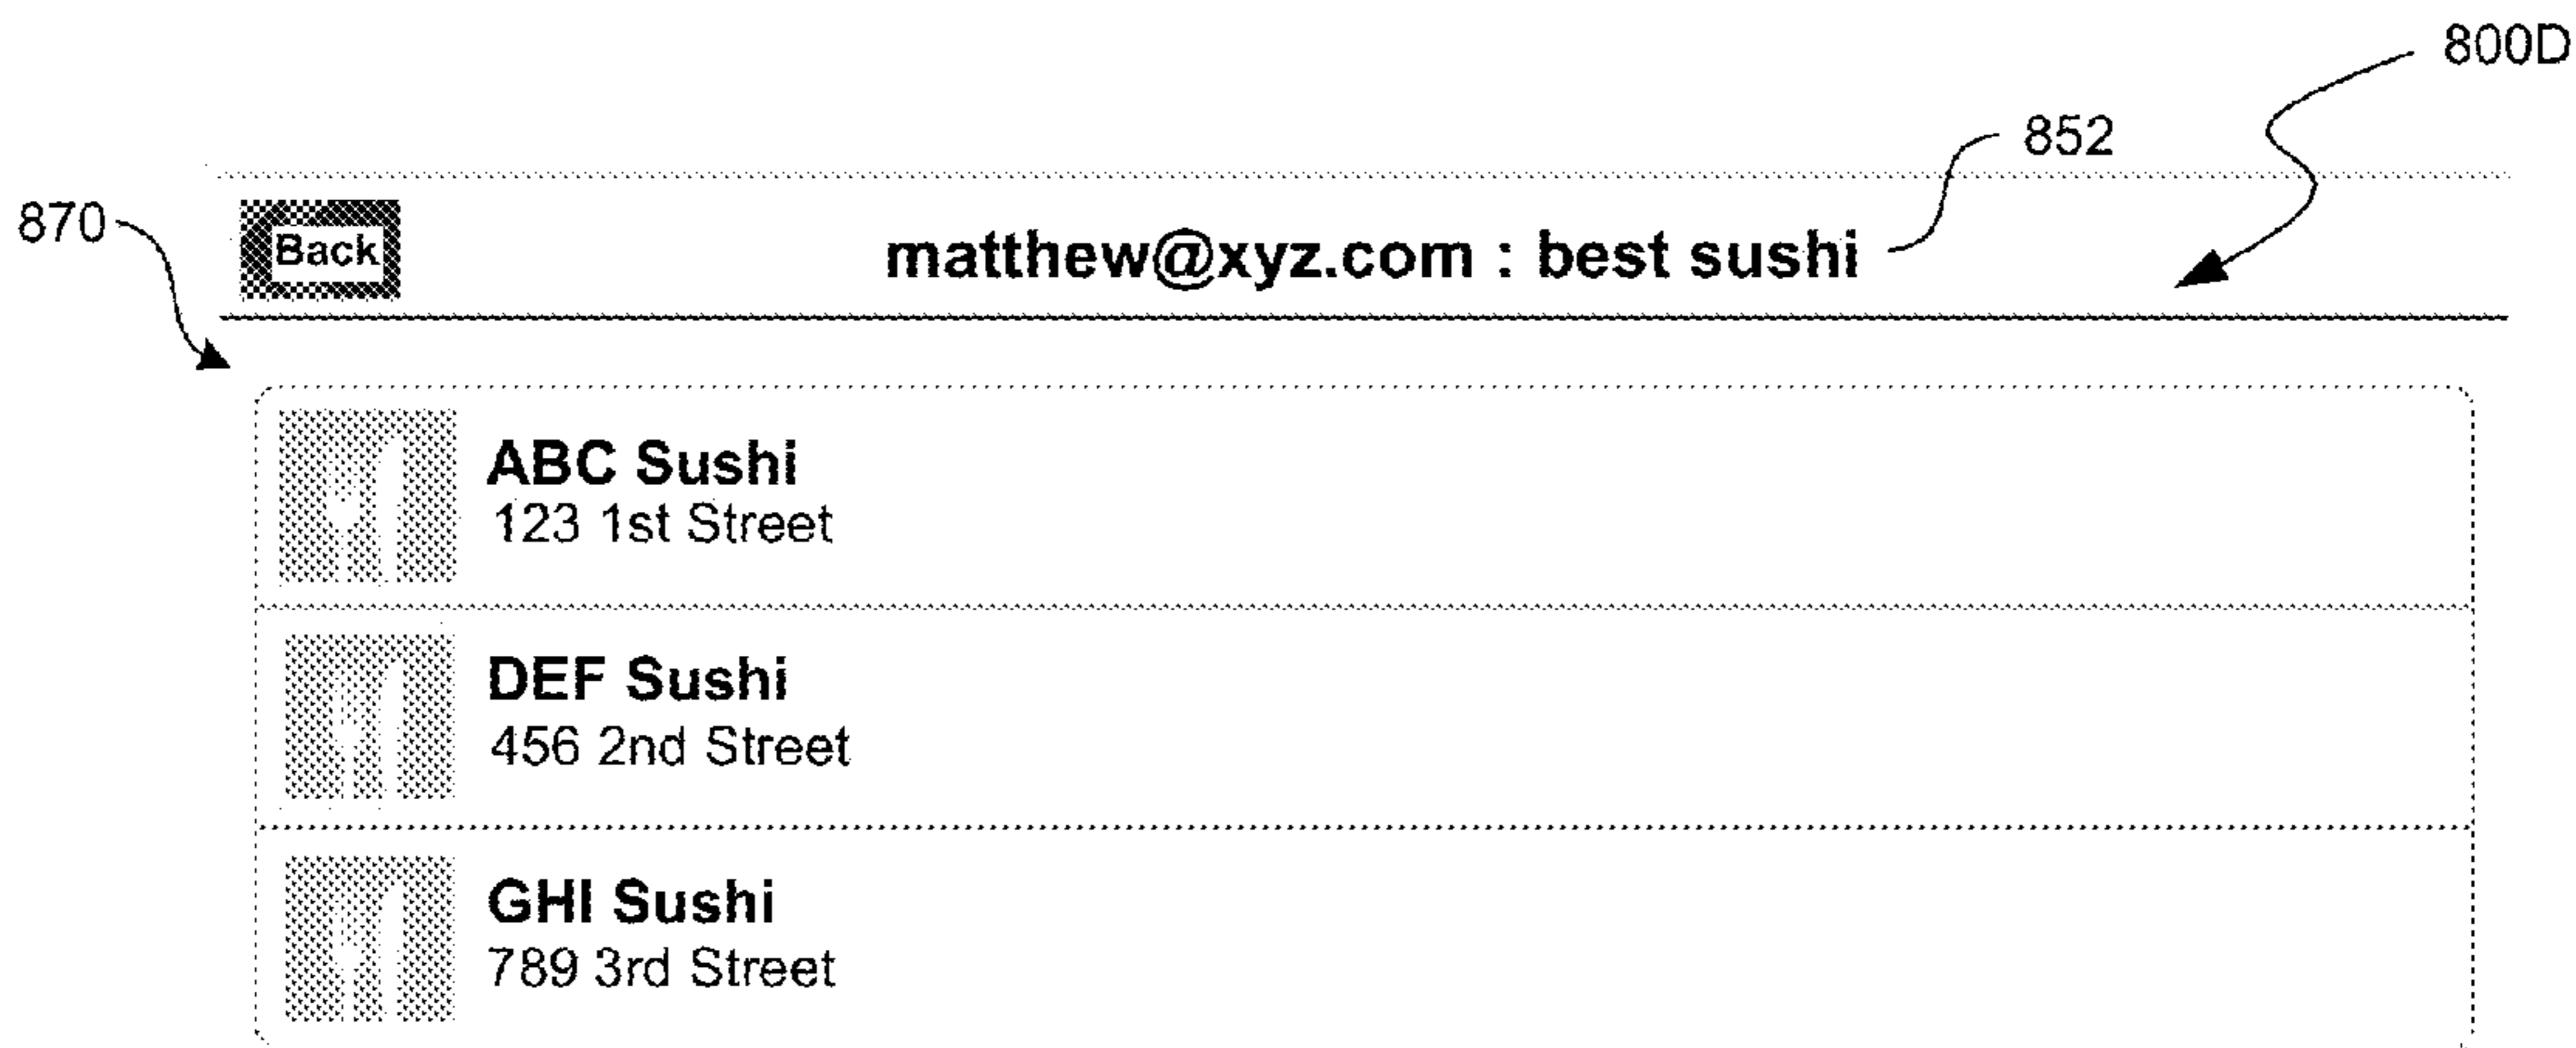 800D
852
870
Back
matthew@xyz.com : best sushi
ABC Sushi
123 1st Street
DEF Sushi
456 2nd Street
GHI Sushi
789 3rd Street